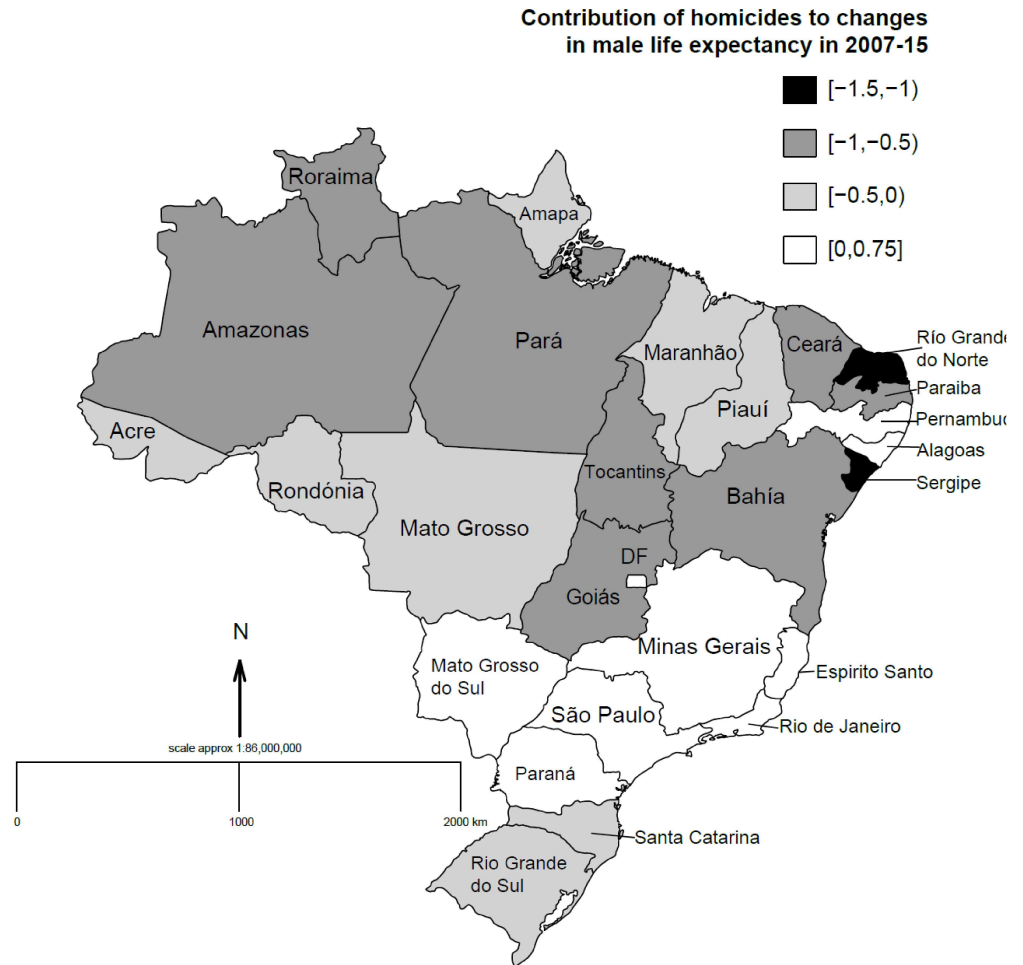 Contribution of homicides to changes
in male life expectancy in 2007-15
[−1.5,−1)
[−1,−0.5)
[−0.5,0)
[0,0.75]
Roraima
Amapa
Amazonas
Pará
Maranhão
Ceará
Río Grande
do Norte
Piauí
Paraiba
Pernambuc
Acre
Alagoas
Rondónia
Tocantins
Bahía
Sergipe
Mato Grosso
DF
Goiás
N
Minas Gerais
Mato Grosso
do Sul
Espirito Santo
São Paulo
Rio de Janeiro
scale approx 1:86,000,000
Paraná
0
1000
2000 km
Santa Catarina
Rio Grande
do Sul